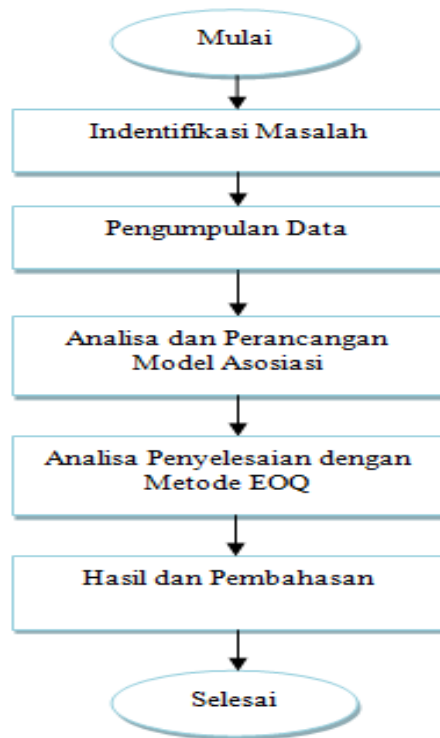 Mulai
Indentifikasi Masalah
Pengumpulan Data
Analisa dan Perancangan
Model Asosiasi
Analisa Penyelesaian dengan
Metode EOQ
Hasil dan Pembahasan
Selesai